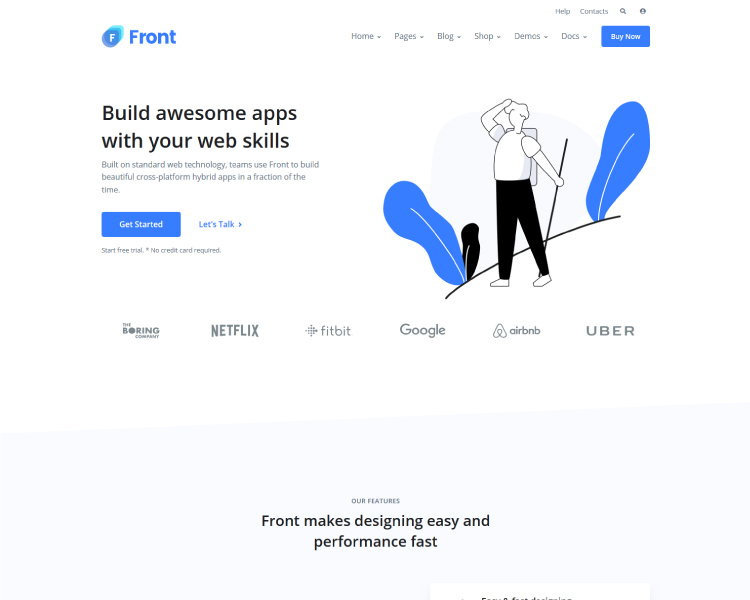 Help Contacts
F Front
Home Pages Blog Shop Demos Docs Buy Now
Build awesome apps
with your web skills
Built on standard web technology, teams use Front to build
beautiful cross-platform hybrid apps in a fraction of the
time.
Get Started Let's Talk
Start free trial. * No credit card required.
THE
BORING
COMPANY
NETFLIX
fitbit
Google
airbnb
UBER
OUR FEATURES
Front makes designing easy and
performance fast
Easy & fast designing